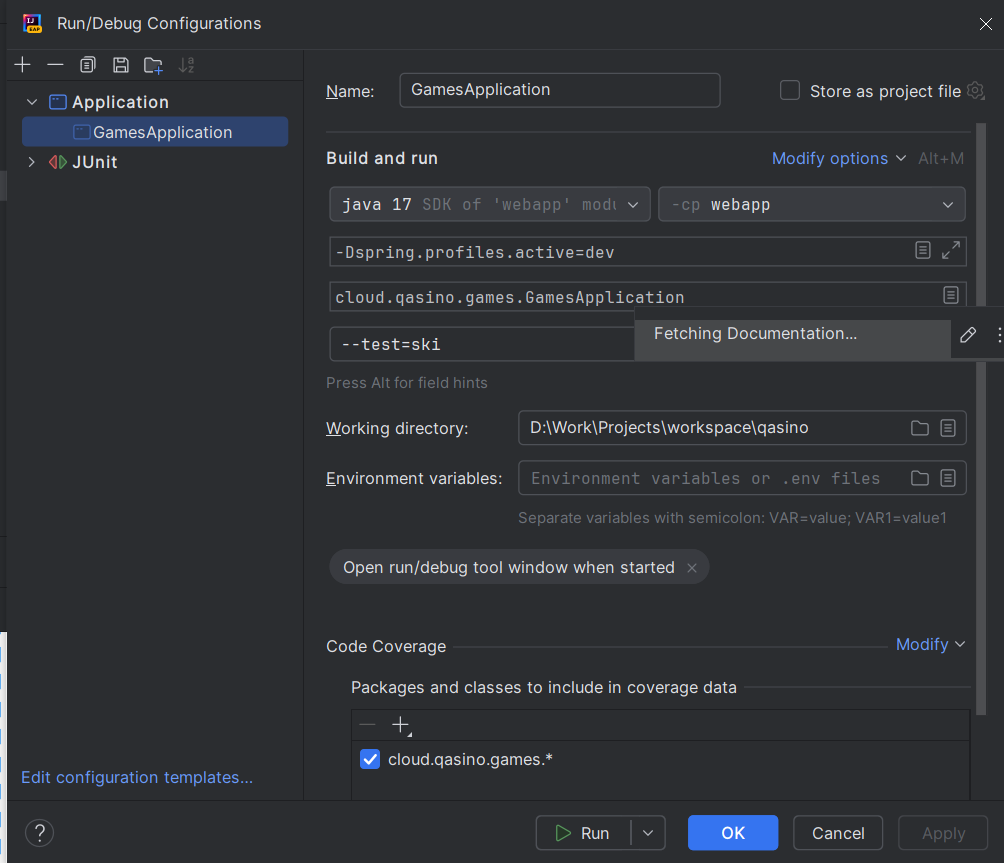 Run/Debug Configurations
Application
GamesApplication
JUnit
Edit configuration templates...
Name: GamesApplication Store as project file
Build and run Modify options Alt+M
java 17 SDK of 'webapp' modu -cp webapp
-Dspring.profiles.active=dev
cloud.qasino.games.GamesApplication
Fetching Documentation...
--test=ski
Press Alt for field hints
Working directory: D:\Work\Projects\workspace\qasino
Environment variables: Environment variables or .env files
Separate variables with semicolon: VAR=value; VAR1=value1
Open run/debug tool window when started
Code Coverage Modify
Packages and classes to include in coverage data
cloud.qasino.games.*
? Run OK Cancel Apply